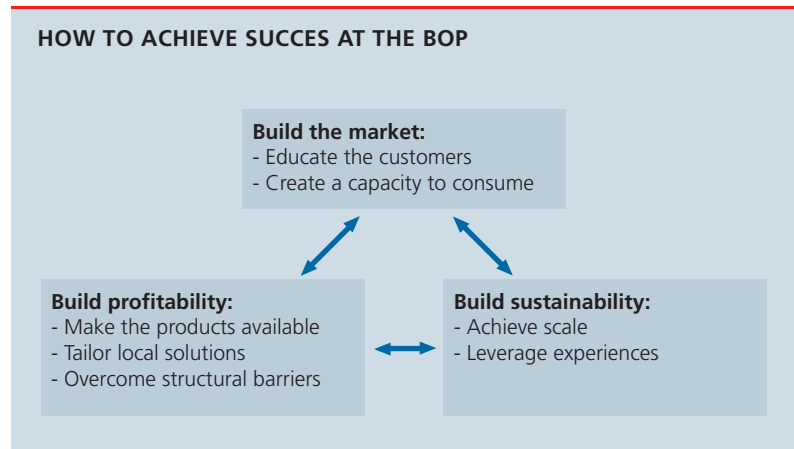 HOW TO ACHIEVE SUCCES AT THE BOP
Build the market:
- Educate the customers
- Create a capacity to consume
Build profitability:
- Make the products available
- Tailor local solutions
- Overcome structural barriers
Build sustainability:
- Achieve scale
- Leverage experiences